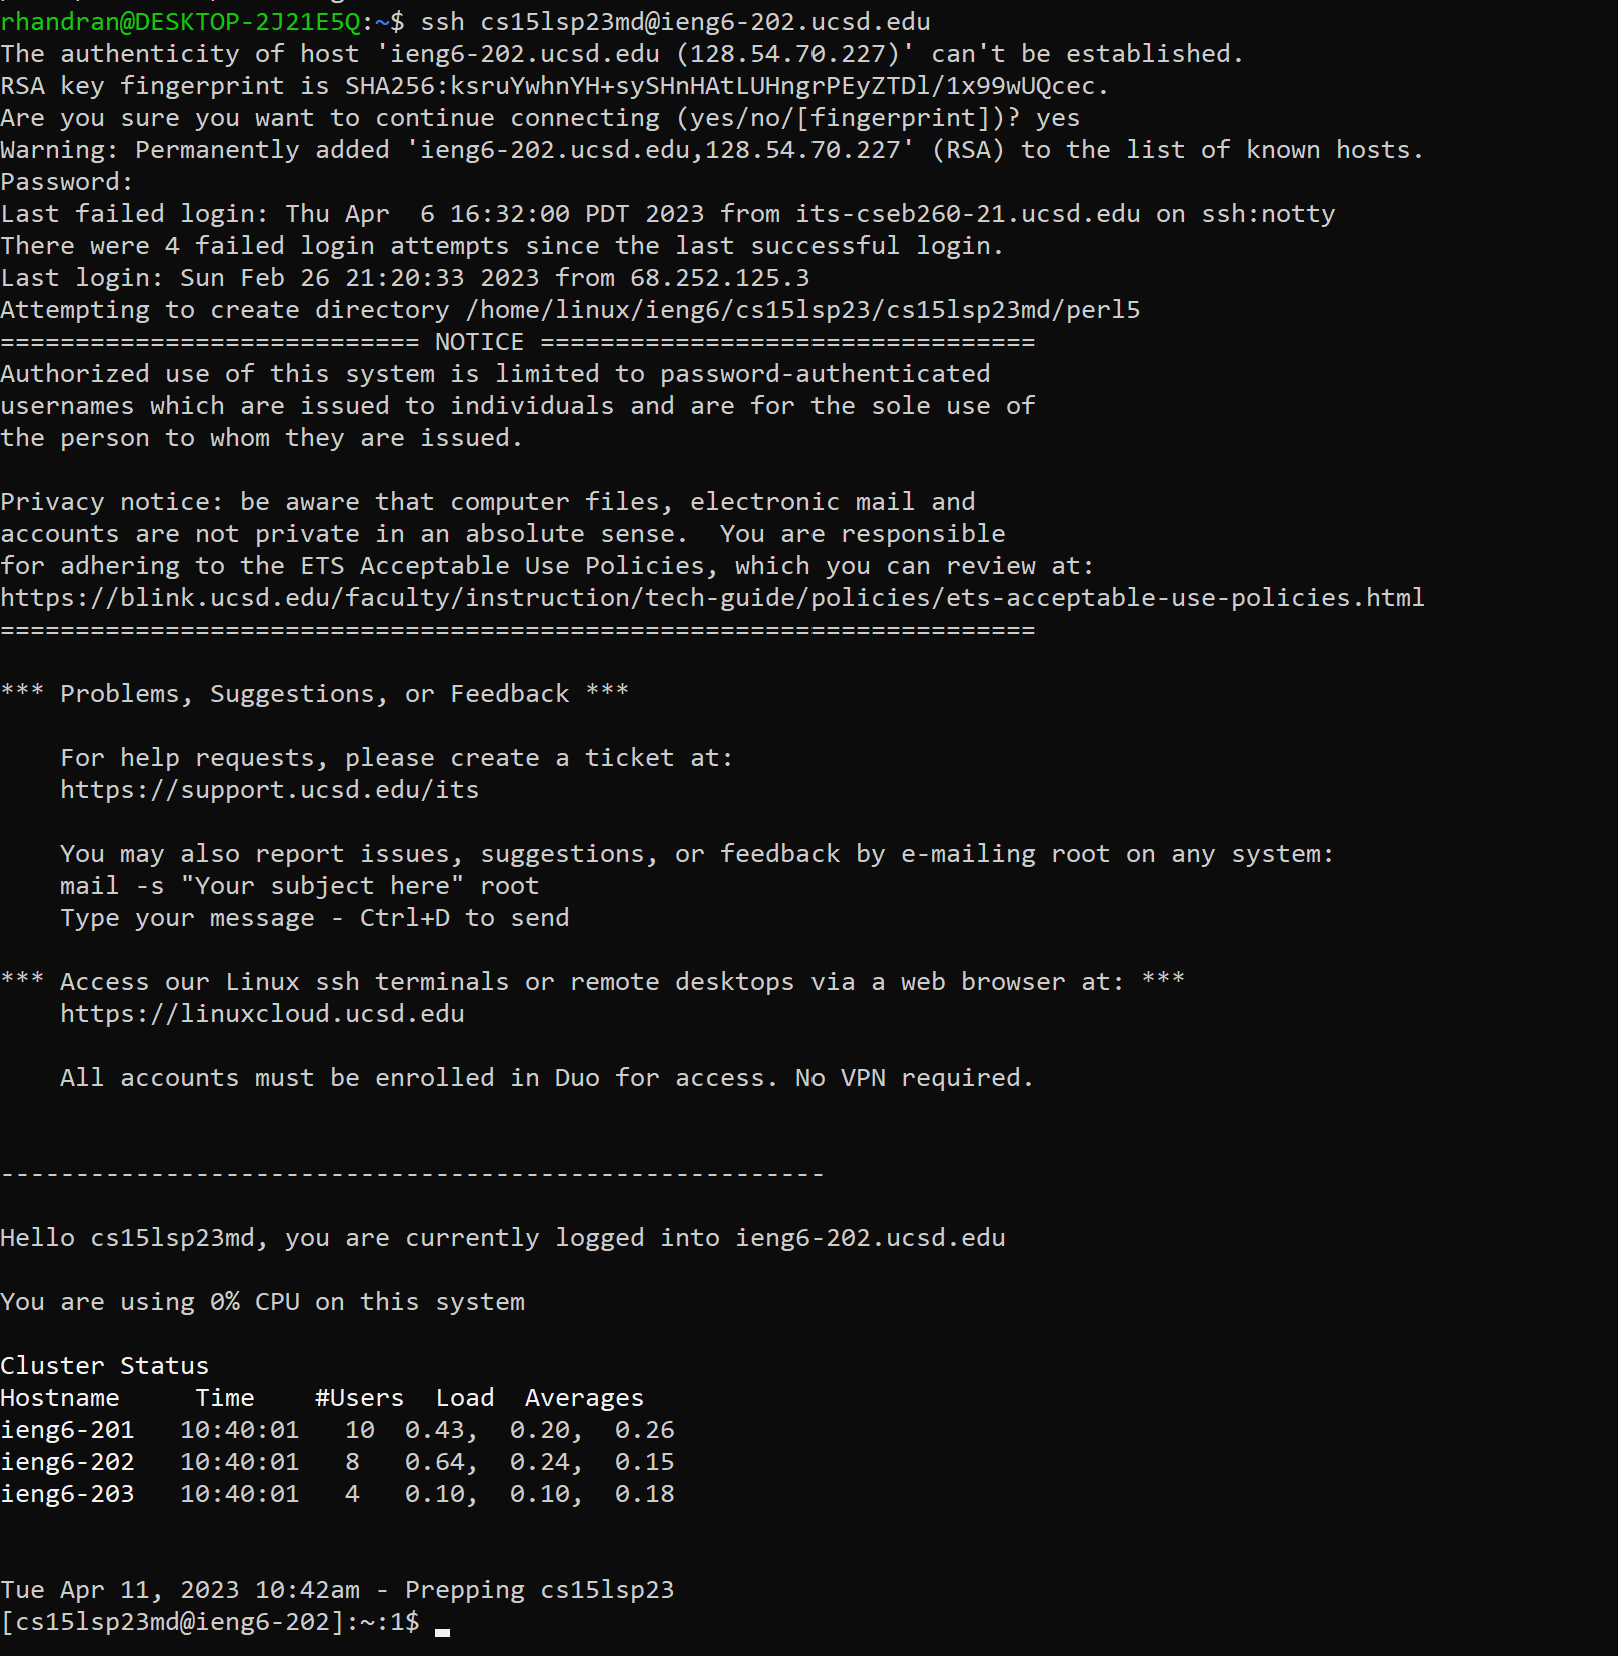 rhandran@DESKTOP-2J21E5Q:~$ ssh cs15lsp23md@ieng6-202.ucsd.edu
The authenticity of host 'ieng6-202.ucsd.edu (128.54.70.227)' can't be established.
RSA key fingerprint is SHA256:ksruYwhnYH+sySHnHAtLUHngrPEyZTDl/1x99wUQcec.
Are you sure you want to continue connecting (yes/no/[fingerprint])? yes
Warning: Permanently added 'ieng6-202.ucsd.edu,128.54.70.227' (RSA) to the list of known hosts.
Password:
Last failed login: Thu Apr  6 16:32:00 PDT 2023 from its-cseb260-21.ucsd.edu on ssh:notty
There were 4 failed login attempts since the last successful login.
Last login: Sun Feb 26 21:20:33 2023 from 68.252.125.3
Attempting to create directory /home/linux/ieng6/cs15lsp23/cs15lsp23md/perl5
============================ NOTICE =================================
Authorized use of this system is limited to password-authenticated
usernames which are issued to individuals and are for the sole use of
the person to whom they are issued.

Privacy notice: be aware that computer files, electronic mail and
accounts are not private in an absolute sense.  You are responsible
for adhering to the ETS Acceptable Use Policies, which you can review at:
https://blink.ucsd.edu/faculty/instruction/tech-guide/policies/ets-acceptable-use-policies.html
=====================================================================

*** Problems, Suggestions, or Feedback ***

    For help requests, please create a ticket at:
    https://support.ucsd.edu/its

    You may also report issues, suggestions, or feedback by e-mailing root on any system:
    mail -s "Your subject here" root
    Type your message - Ctrl+D to send

*** Access our Linux ssh terminals or remote desktops via a web browser at: ***
    https://linuxcloud.ucsd.edu

    All accounts must be enrolled in Duo for access. No VPN required.


-------------------------------------------------------

Hello cs15lsp23md, you are currently logged into ieng6-202.ucsd.edu

You are using 0% CPU on this system

Cluster Status
Hostname     Time    #Users  Load  Averages
ieng6-201   10:40:01   10  0.43,  0.20,  0.26
ieng6-202   10:40:01   8   0.64,  0.24,  0.15
ieng6-203   10:40:01   4   0.10,  0.10,  0.18


Tue Apr 11, 2023 10:42am - Prepping cs15lsp23
[cs15lsp23md@ieng6-202]:~:1$